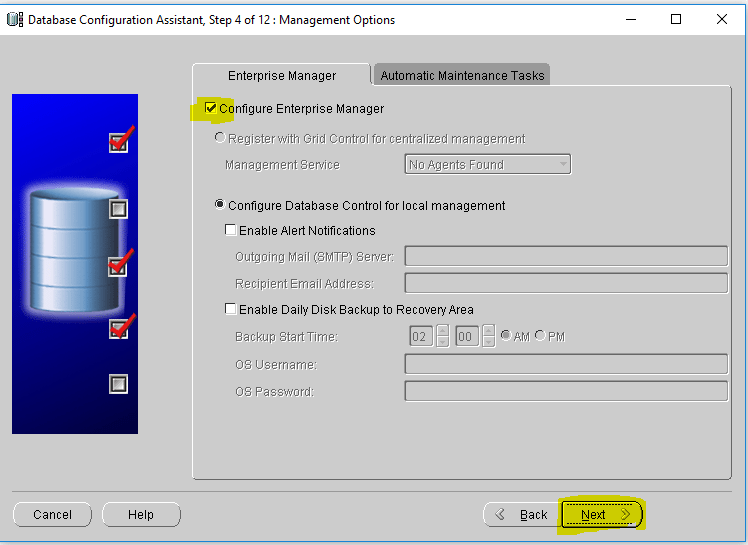 Database Configuration Assistant, Step 4 of 12 : Management Options
Enterprise Manager Automatic Maintenance Tasks
Configure Enterprise Manager
Register with Grid Control for centralized management
Management Service No Agents Found
Configure Database Control for local management
Enable Alert Notifications
Outgoing Mail (SMTP) Server:
Recipient Email Address:
Enable Daily Disk Backup to Recovery Area
Backup Start Time: 02 00 AM PM
OS Username:
OS Password:
Cancel Help Back Next